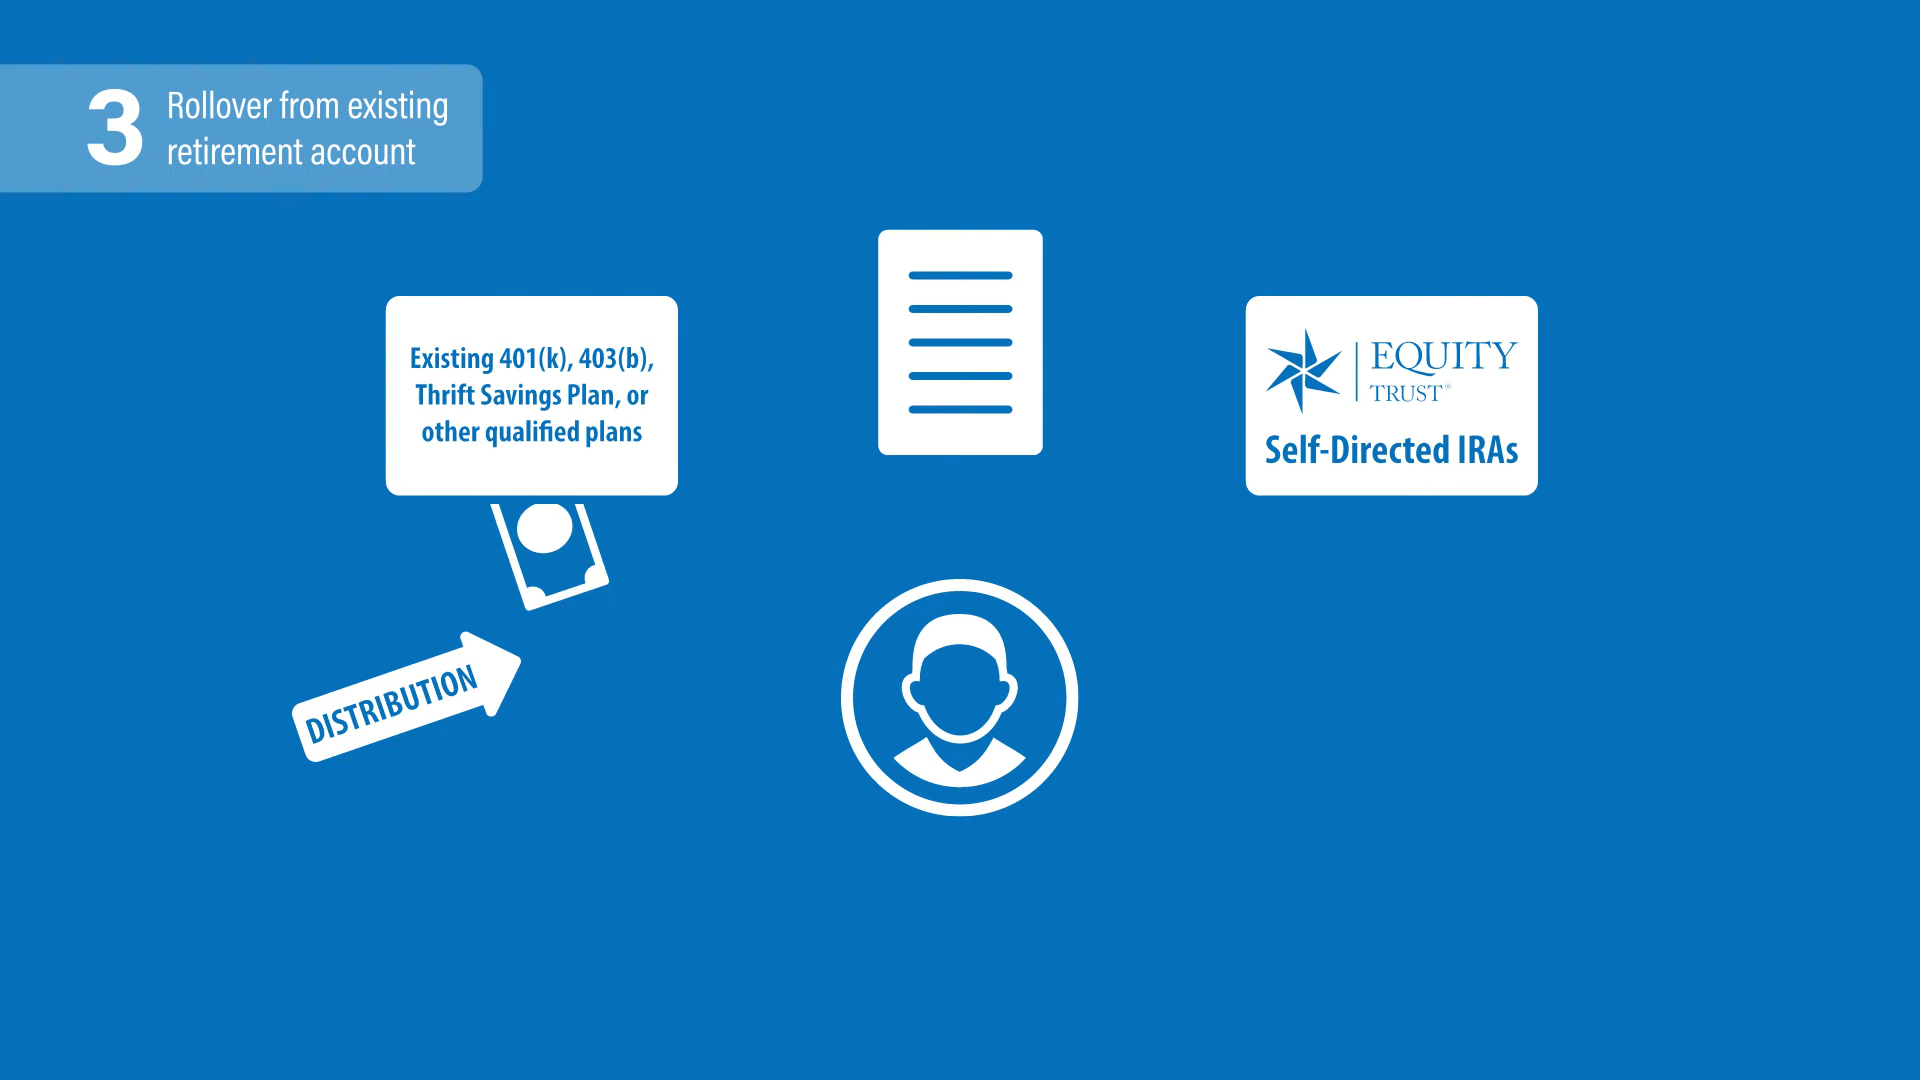 3
Rollover from existing
retirement account
Existing 401(k), 403(b),
Thrift Savings Plan, or
other qualified plans
EQUITY
TRUST®
Self-Directed IRAs
DISTRIBUTION